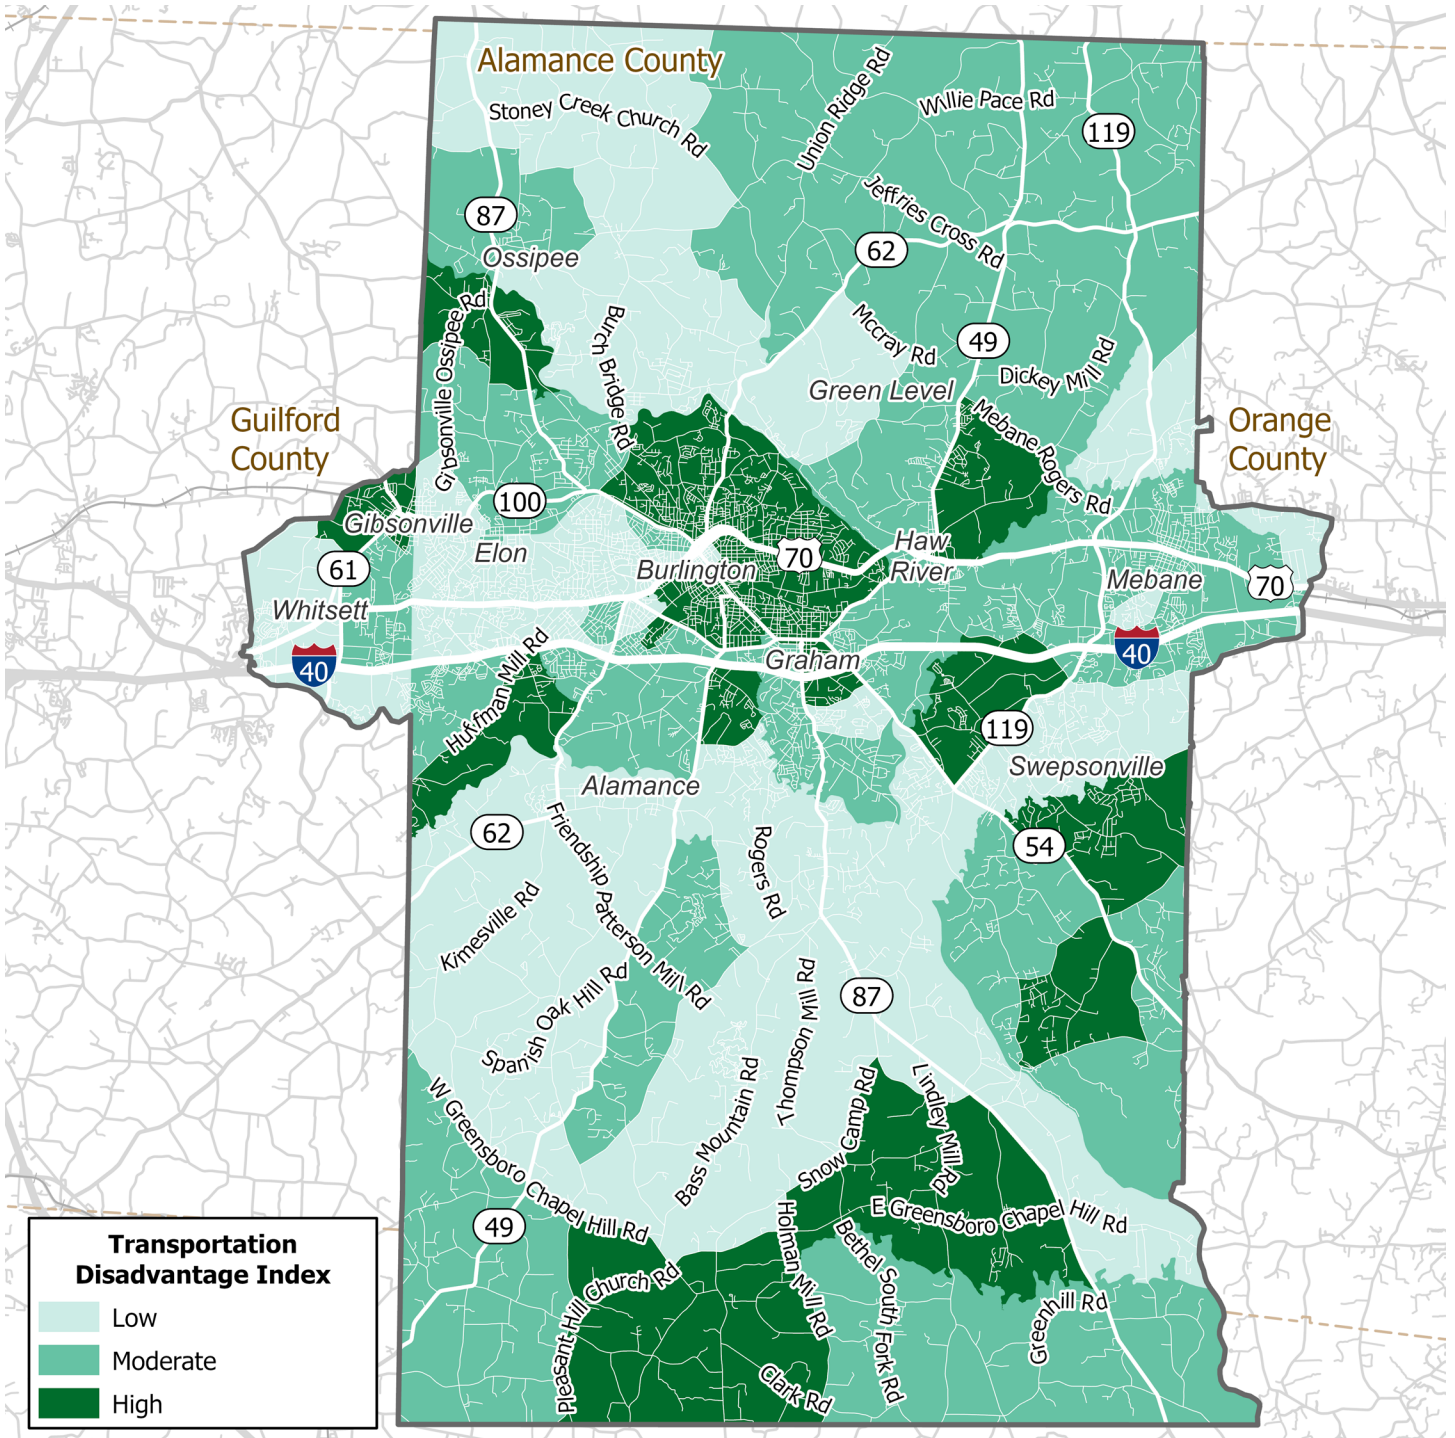 Alamance County
Stoney Creek Church Rd
Union Ridge Rd
Willie Pace Rd
119
87
Jeffries Cross Rd
62
Ossipee
Gibsonville Ossipee Rd
Burch Bridge Rd
Mccray Rd
49
Dickey Mill Rd
Green Level
Mebane Rogers Rd
Guilford
County
Orange
County
100
Gibsonville
Elon
Haw
River
70
Burlington
61
Mebane
70
Whitsett
40
Huffman Mill Rd
Graham
40
119
Swepsonville
Alamance
62
Friendship Patterson Mill Rd
Rogers Rd
54
Kimesville Rd
Spanish Oak Hill Rd
Thompson Mill Rd
87
W Greensboro Chapel Hill Rd
Bass Mountain Rd
Snow Camp Rd
Lindley Mill Rd
E Greensboro Chapel Hill Rd
49
Holman Mill Rd
Bethel South Fork Rd
Pleasant Hill Church Rd
Greenhill Rd
Clark Rd
Transportation
Disadvantage Index
Low
Moderate
High